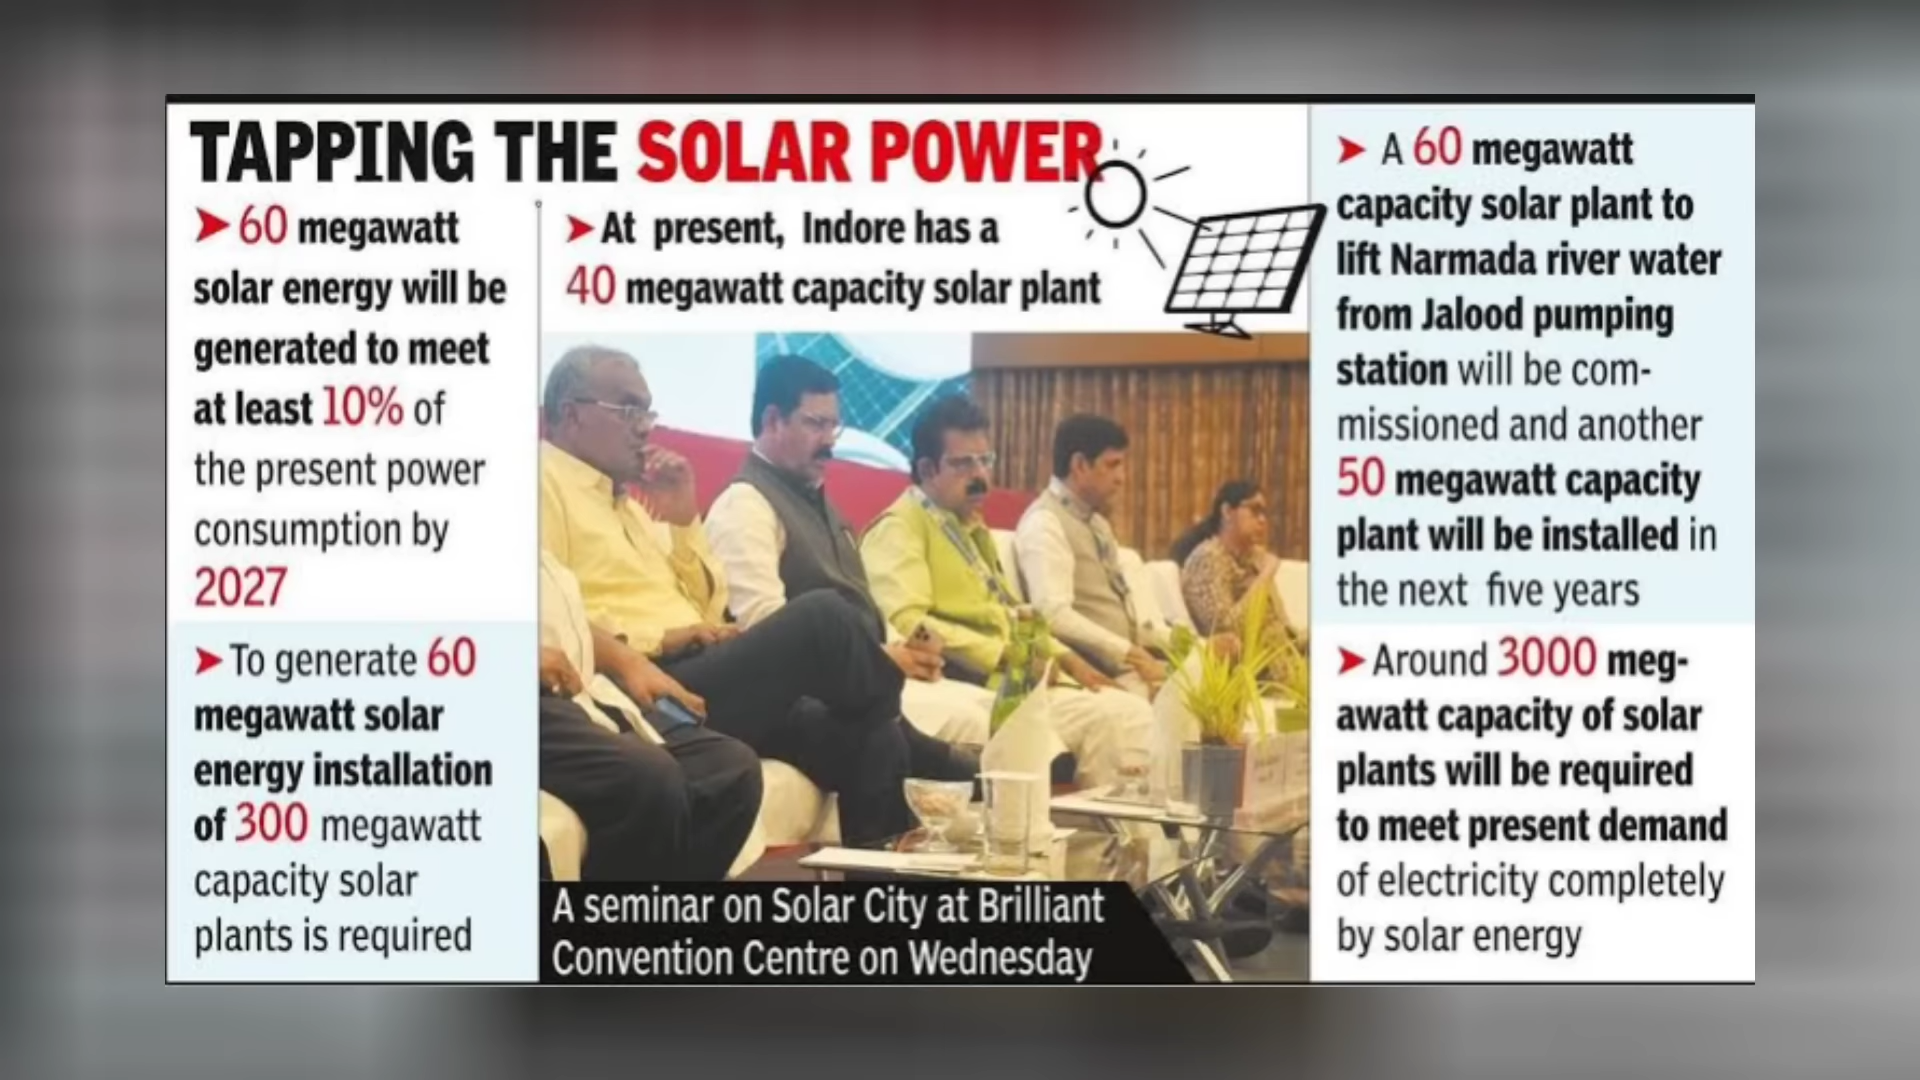 TAPPING THE SOLAR POWER
➤ 60 megawatt
solar energy will be
generated to meet
at least 10% of
the present power
consumption by
2027
➤ To generate 60
megawatt solar
energy installation
of 300 megawatt
capacity solar
plants is required
➤ At present, Indore has a
40 megawatt capacity solar plant
A seminar on Solar City at Brilliant
Convention Centre on Wednesday
➤ A 60 megawatt
capacity solar plant to
lift Narmada river water
from Jalood pumping
station will be com-
missioned and another
50 megawatt capacity
plant will be installed in
the next five years
➤ Around 3000 meg-
awatt capacity of solar
plants will be required
to meet present demand
of electricity completely
by solar energy